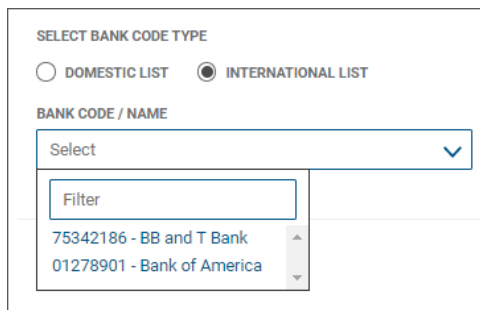 SELECT BANK CODE TYPE
DOMESTIC LIST INTERNATIONAL LIST
BANK CODE / NAME
Select
Filter
75342186 - BB and T Bank
01278901 - Bank of America